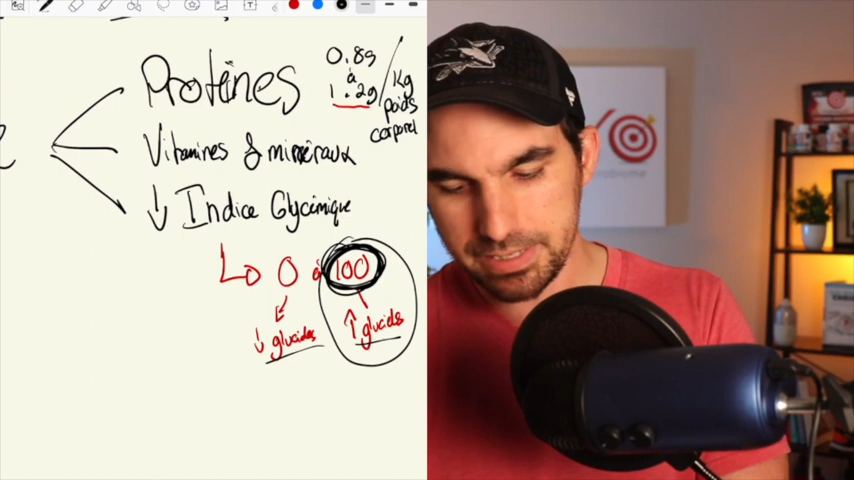 Protéines
0.8g
à
1.2g / Kg
poids
corporel
Vitamines & minéraux
↓ Indice Glycémique
↳ 0 à 100
↓ glucides
↑ glucides